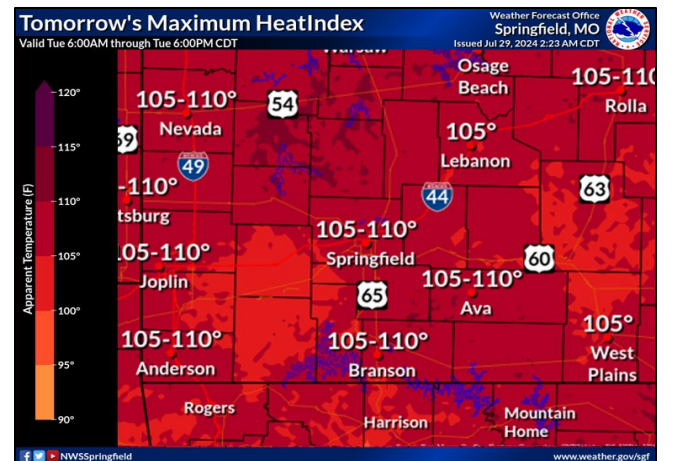 Tomorrow's Maximum HeatIndex
Valid Tue 6:00AM through Tue 6:00PM CDT
Weather Forecast Office
Springfield, MO
Issued Jul 29, 2024 2:23 AM CDT
Warsaw
Osage
Beach
105-110°
Nevada
54
105-110
Rolla
69
49
105°
Lebanon
-110°
tsburg
44
63
105-110°
Springfield
05-110°
Joplin
60
65
105-110°
Ava
105-110°
Anderson
105-110°
Branson
105°
West
Plains
Rogers
Harrison
Mountain
Home
Apparent Temperature (F)
120°
115°
110°
105°
100°
95°
90°
NWSSpringfield
www.weather.gov/sgf